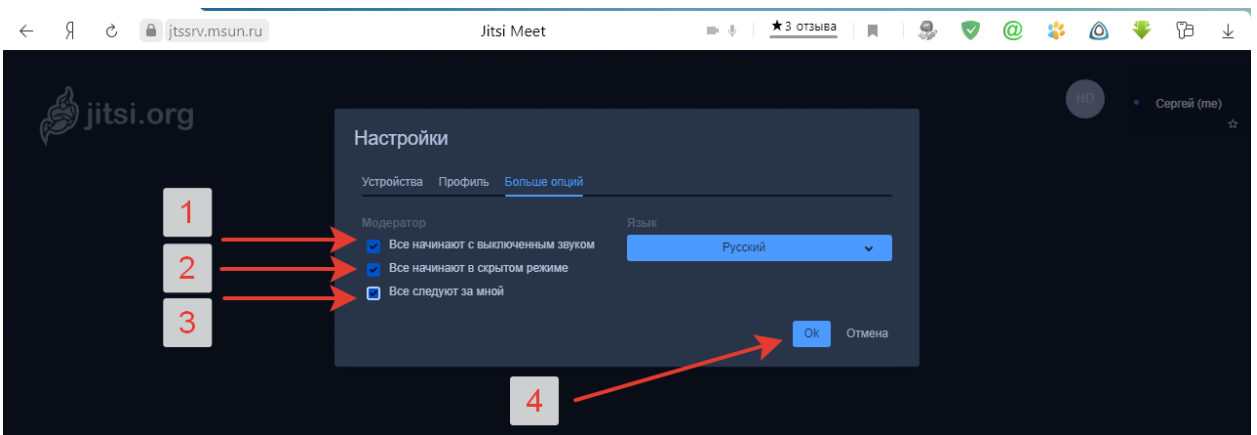 Я jtssrv.msun.ru Jitsi Meet ★3 отзыва @
jitsi.org
HD
Сергей (me)
Настройки
Устройства Профиль Больше опций
1
Модератор Язык
Все начинают с выключенным звуком Русский
2
Все начинают в скрытом режиме
Все следуют за мной
3
Ok Отмена
4